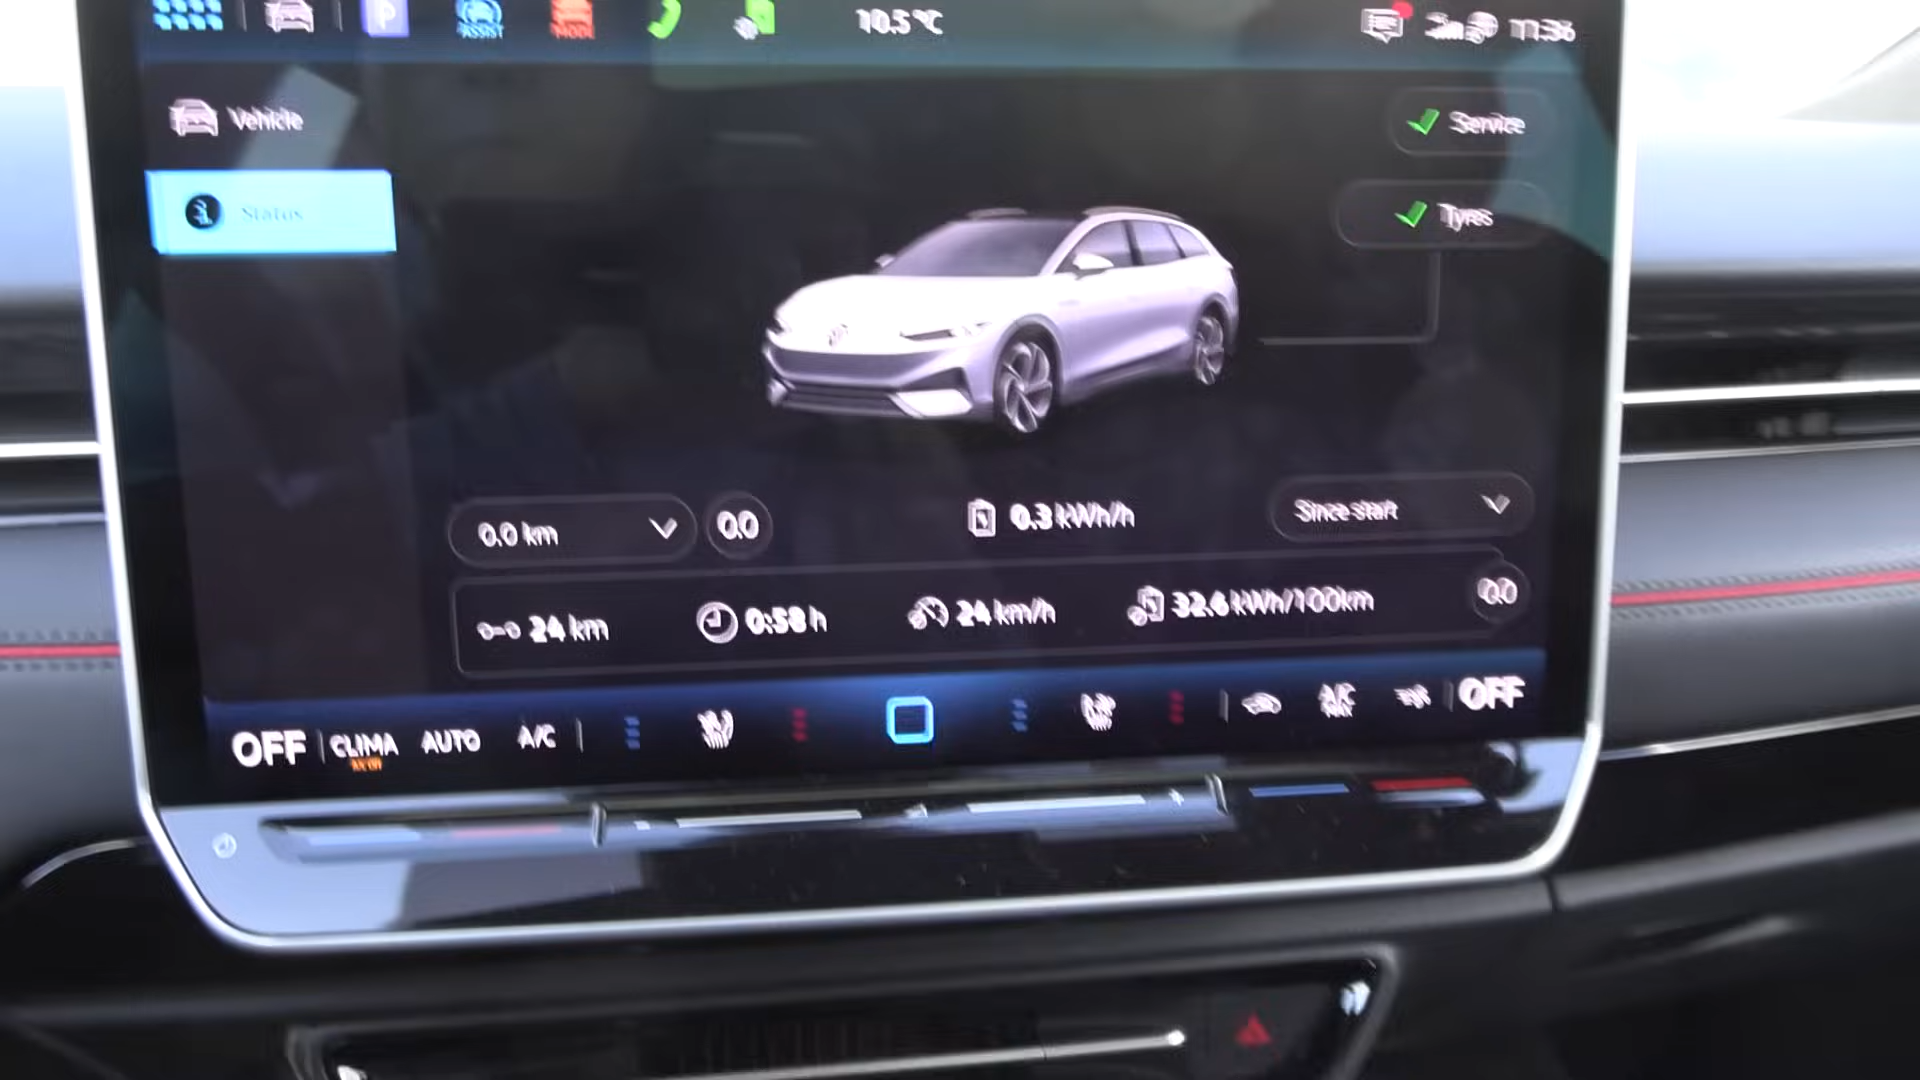 P
ASSIST
MODE
10.5 °C
11:36
Vehicle
Service
Status
Tyres
0.0 km
0.0
0.3 kWh/h
Since start
24 km
0:58 h
24 km/h
32.6 kWh/100km
0.0
OFF
CLIMA
AUTO
A/C
A/C
MAX
OFF